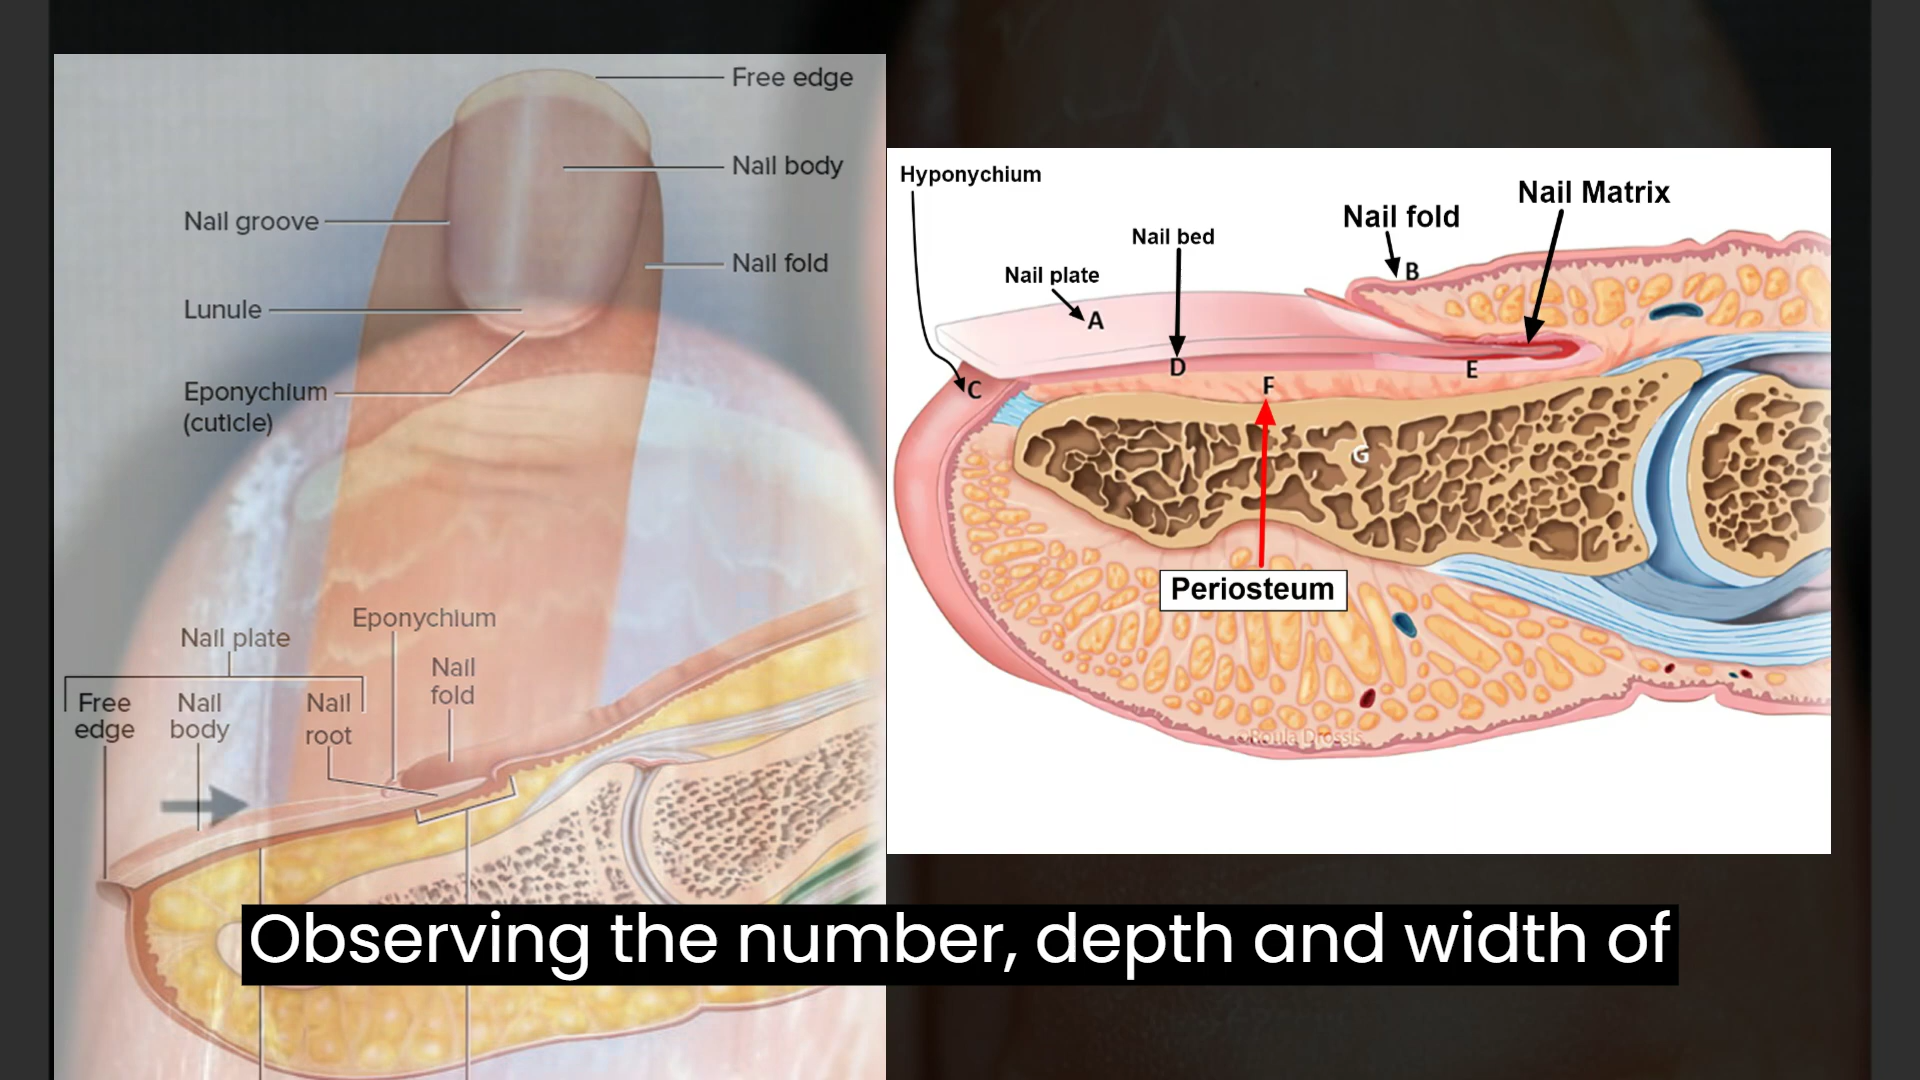 Free edge
Nail body
Nail groove
Nail fold
Lunule
Eponychium
(cuticle)
Eponychium
Nail plate
Nail
fold
Free
edge
Nail
body
Nail
root
Hyponychium
Nail Matrix
Nail fold
B
Nail bed
Nail plate
A
D
E
C
F
G
Periosteum
©Roula Drossis
Observing the number, depth and width of